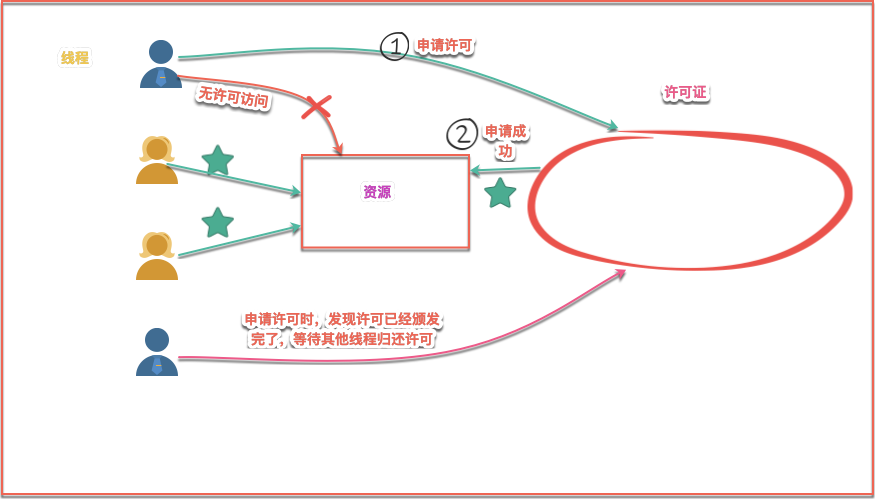 线程
① 申请许可
无许可访问
许可证
② 申请成
功
资源
申请许可时，发现许可已经颁发
完了，等待其他线程归还许可